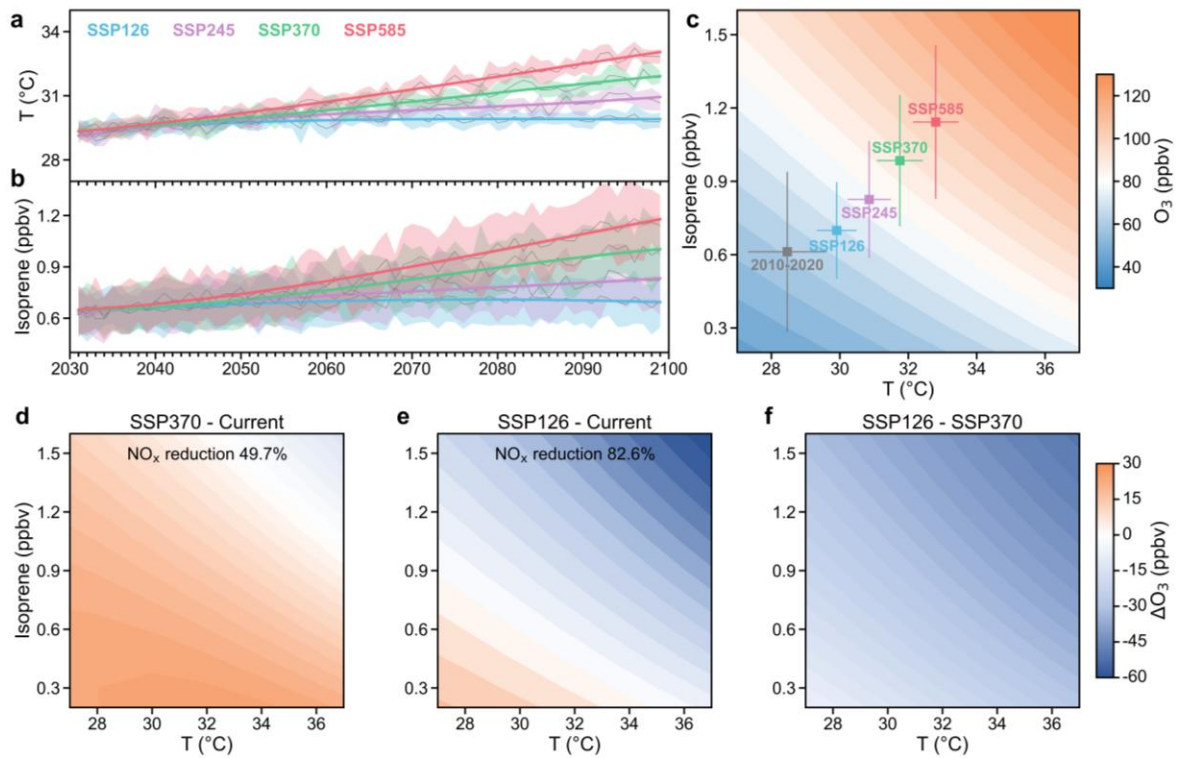 a
SSP126 SSP245 SSP370 SSP585
34
31
28
T (°C)
b
1.2
0.9
0.6
Isoprene (ppbv)
2030 2040 2050 2060 2070 2080 2090 2100
c
1.5
1.2
0.9
0.6
0.3
Isoprene (ppbv)
SSP585
SSP370
SSP245
SSP126
2010-2020
28 30 32 34 36
T (°C)
120
100
80
60
40
O₃ (ppbv)
d
SSP370 - Current
NOₓ reduction 49.7%
1.5
1.2
0.9
0.6
0.3
Isoprene (ppbv)
28 30 32 34 36
T (°C)
e
SSP126 - Current
NOₓ reduction 82.6%
1.5
1.2
0.9
0.6
0.3
28 30 32 34 36
T (°C)
f
SSP126 - SSP370
1.5
1.2
0.9
0.6
0.3
28 30 32 34 36
T (°C)
30
15
0
-15
-30
-45
-60
ΔO₃ (ppbv)